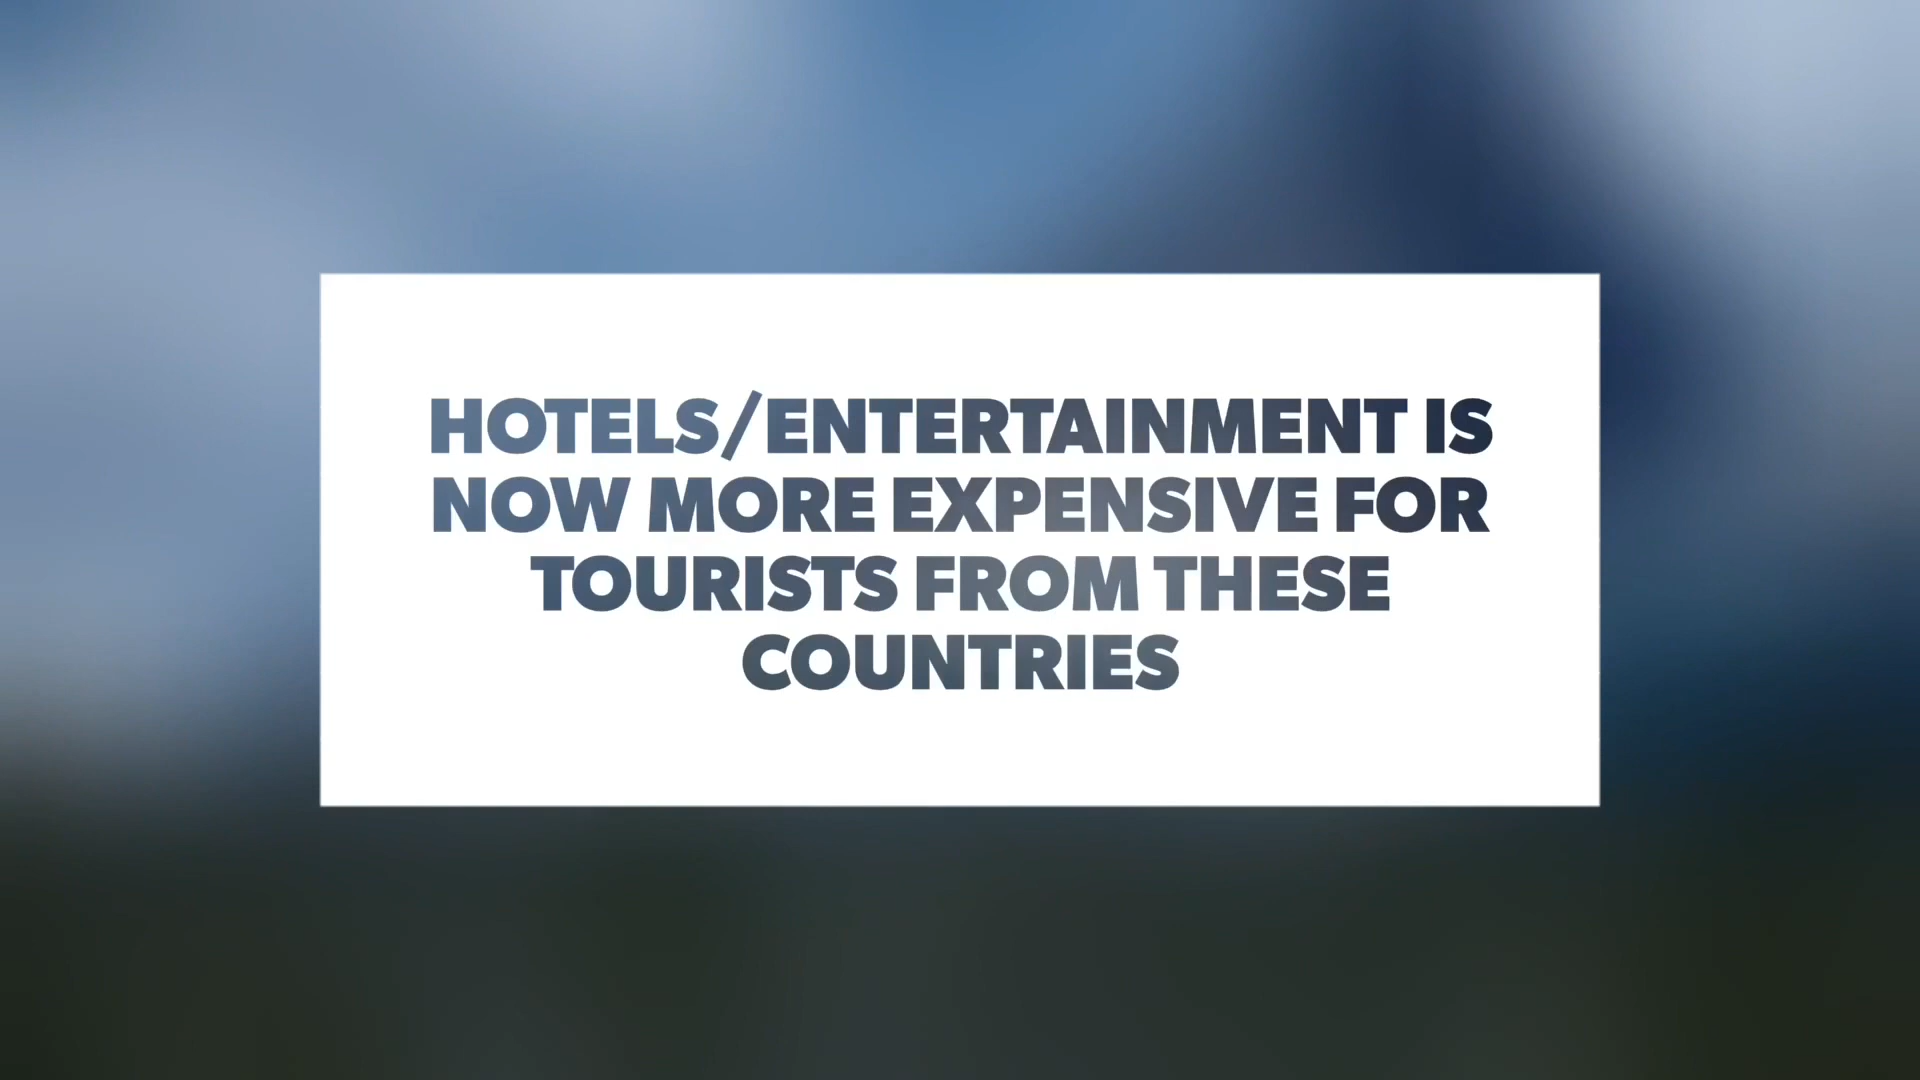 HOTELS/ENTERTAINMENT IS
NOW MORE EXPENSIVE FOR
TOURISTS FROM THESE
COUNTRIES